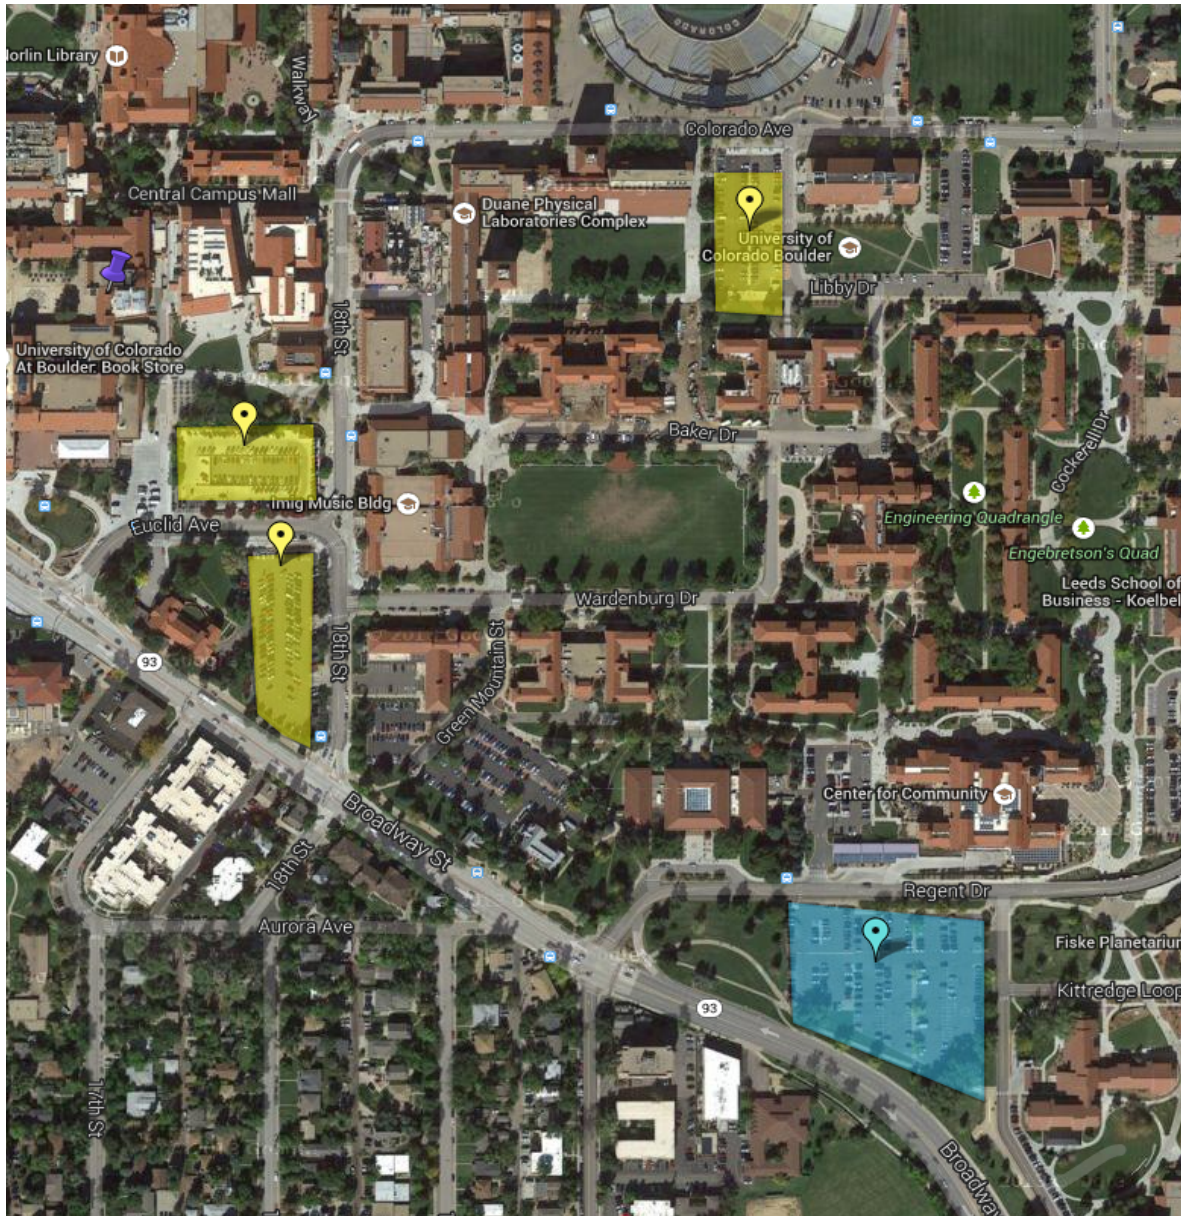 COLORADO
Norlin Library
Walkway
Colorado Ave
Central Campus Mall
Duane Physical
Laboratories Complex
University of
Colorado Boulder
Libby Dr
18th St
University of Colorado
At Boulder: Book Store
Baker Dr
Cockerell Dr
Imig Music Bldg
Engineering Quadrangle
Euclid Ave
Engebretson's Quad
Leeds School of
Business - Koelbel
Wardenburg Dr
18th St
Green Mountain St
93
Center for Community
Broadway St
18th St
Regent Dr
Aurora Ave
Fiske Planetarium
Kittredge Loop
93
17th St
Broadway